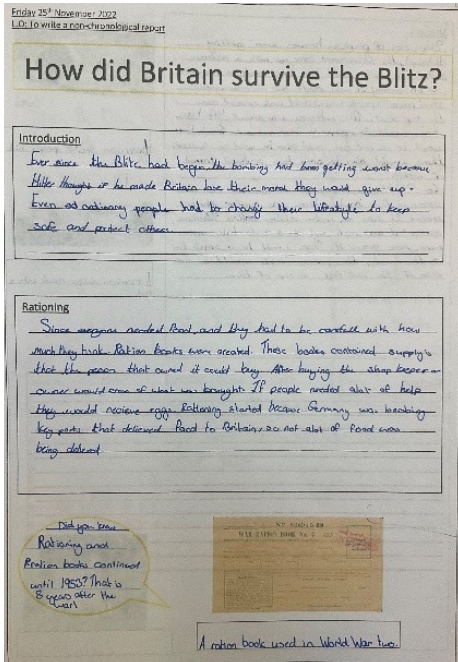 Friday 25th November 2022
L.O: To write a non-chronological report
How did Britain survive the Blitz?
Introduction
Ever since the Blitz had begin, the bombing had been getting worst because
Hitler thought if he made Britain lose their moral they would give up.
Even ordinary people had to change their lifestyle to keep
safe and protect others.
Rationing
Since everyone needed food, and they had to be carefull with how
much they Ration Books were created. These books contained supply's
that the person that owned it could buy. After buying the shop keeper or
owner would cross of what was brought. If people needed alot of help
they would recieve eggs. Rationing started because Germany was bombing
key ports that delivered food to Britain, so not alot of food was
being
Did you know
Rationing and
Ration books continued
until 1953? That is
8 years after the
war!
WAR RATION BOOK No.
A ration book used in World War two.